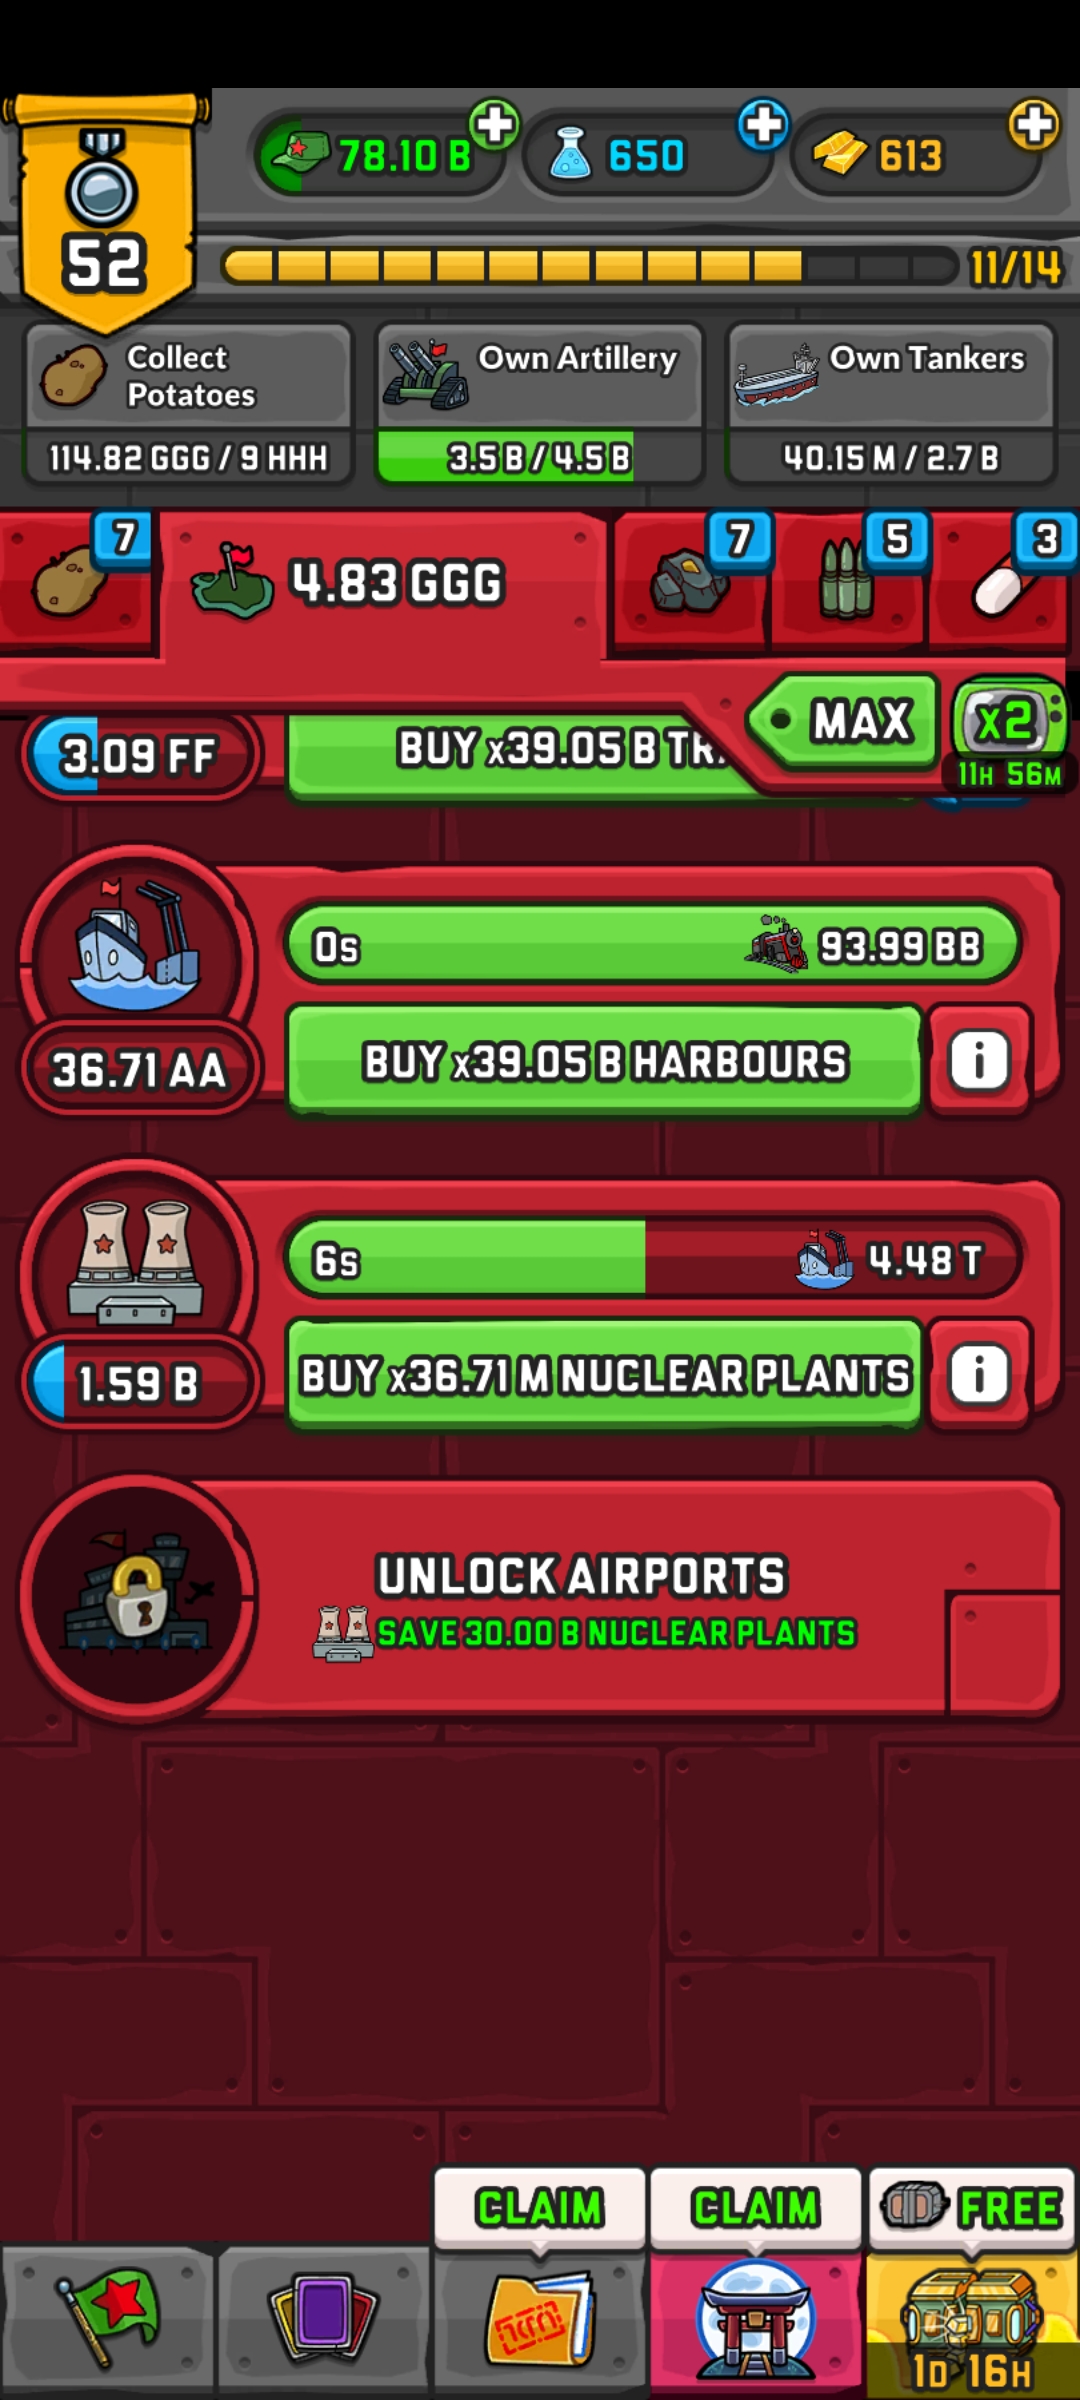 78.10 B
650
613
52
11/14
Collect
Potatoes
114.82 GGG / 9 HHH
Own Artillery
3.5 B / 4.5 B
Own Tankers
40.15 M / 2.7 B
7
4.83 GGG
7
5
3
MAX
x2
11H 56M
3.09 FF
BUY x39.05 B
0s
93.99 BB
36.71 AA
BUY x39.05 B HARBOURS
6s
4.48 T
1.59 B
BUY x36.71 M NUCLEAR PLANTS
UNLOCK AIRPORTS
SAVE 30.00 B NUCLEAR PLANTS
CLAIM
CLAIM
FREE
1D 16H